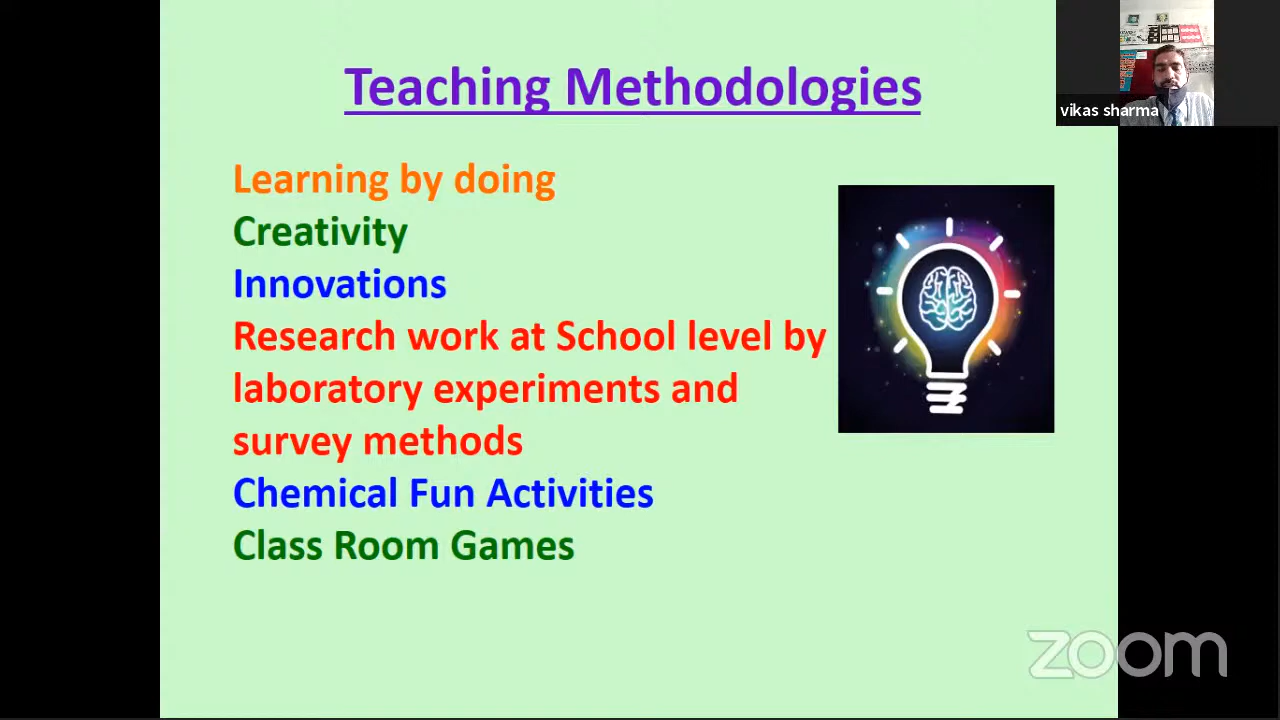 Teaching Methodologies
vikas sharma
Learning by doing
Creativity
Innovations
Research work at School level by
laboratory experiments and
survey methods
Chemical Fun Activities
Class Room Games
zoom